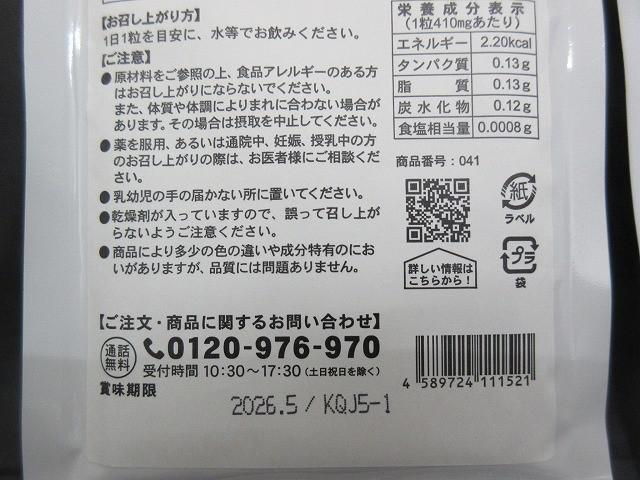 【お召し上がり方】
1日1粒を目安に、水等でお飲みください。
【ご注意】
●原材料をご参照の上、食品アレルギーのある方
はお召し上がりにならないでください。
また、体質や体調によりまれに合わない場合が
あります。その場合は摂取を中止してください。
●薬を服用、あるいは通院中、妊娠、授乳中の方
のお召し上がりの際は、お医者様にご相談くだ
さい。
●乳幼児の手の届かない所に置いてください。
●乾燥剤が入っていますので、誤って召し上が
らないようご注意ください。
●商品により多少の色の違いや成分特有のにお
いがありますが、品質には問題ありません。
栄養成分表示
(1粒410mgあたり)
エネルギー 2.20kcal
タンパク質 0.13g
脂質 0.13g
炭水化物 0.12g
食塩相当量 0.0008g
商品番号:041
紙
ラベル
詳しい情報は
こちらから!
プラ
袋
【ご注文・商品に関するお問い合わせ】
通話
無料
0120-976-970
受付時間 10:30〜17:30(土日祝日を除く)
賞味期限
2026.5/KQJ5-1
4 589724 111521